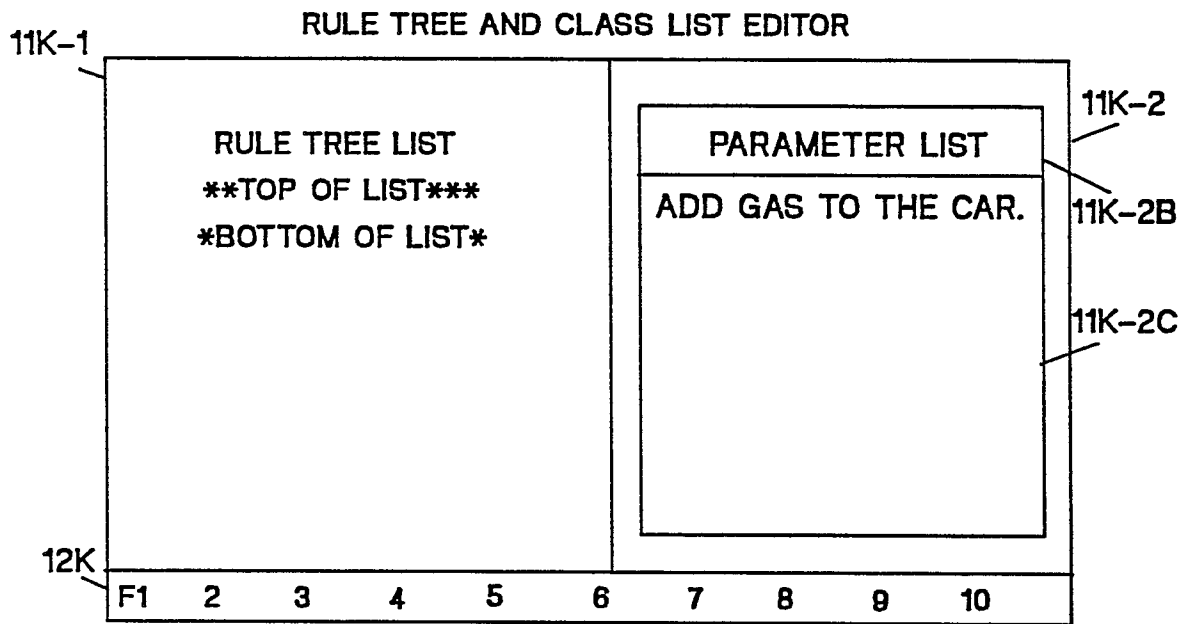 RULE TREE AND CLASS LIST EDITOR
11K-1
RULE TREE LIST
**TOP OF LIST***
*BOTTOM OF LIST*
PARAMETER LIST
ADD GAS TO THE CAR.
11K-2
11K-2B
11K-2C
12K
F1 2 3 4 5 6 7 8 9 10